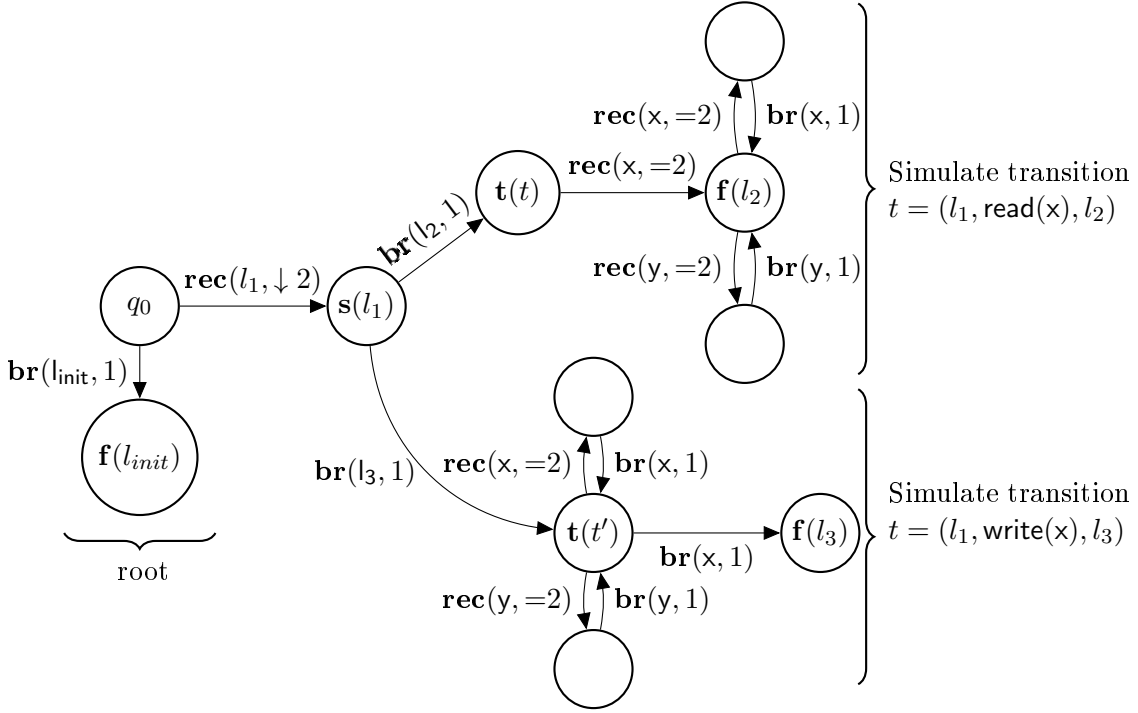 rec(x, =2)
br(x, 1)
t(t)
rec(x, =2)
f(l₂)
Simulate transition
t = (l₁, read(x), l₂)
br(l₂, 1)
rec(y, =2)
br(y, 1)
q₀
rec(l₁, ↓ 2)
s(l₁)
br(l_init, 1)
f(l_init)
root
br(l₃, 1)
rec(x, =2)
br(x, 1)
t(t′)
br(x, 1)
f(l₃)
Simulate transition
t = (l₁, write(x), l₃)
rec(y, =2)
br(y, 1)